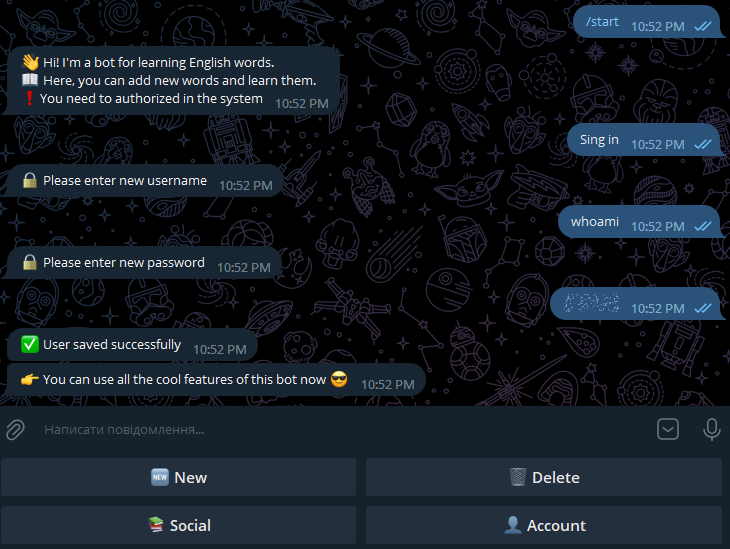 /start 10:52 PM
👋 Hi! I'm a bot for learning English words.
📖 Here, you can add new words and learn them.
❗ You need to authorized in the system 10:52 PM
Sing in 10:52 PM
🔒 Please enter new username 10:52 PM
whoami 10:52 PM
🔒 Please enter new password 10:52 PM
10:52 PM
✅ User saved successfully 10:52 PM
👉 You can use all the cool features of this bot now 😎 10:52 PM
Написати повідомлення...
🆕 New
🗑 Delete
📚 Social
👤 Account